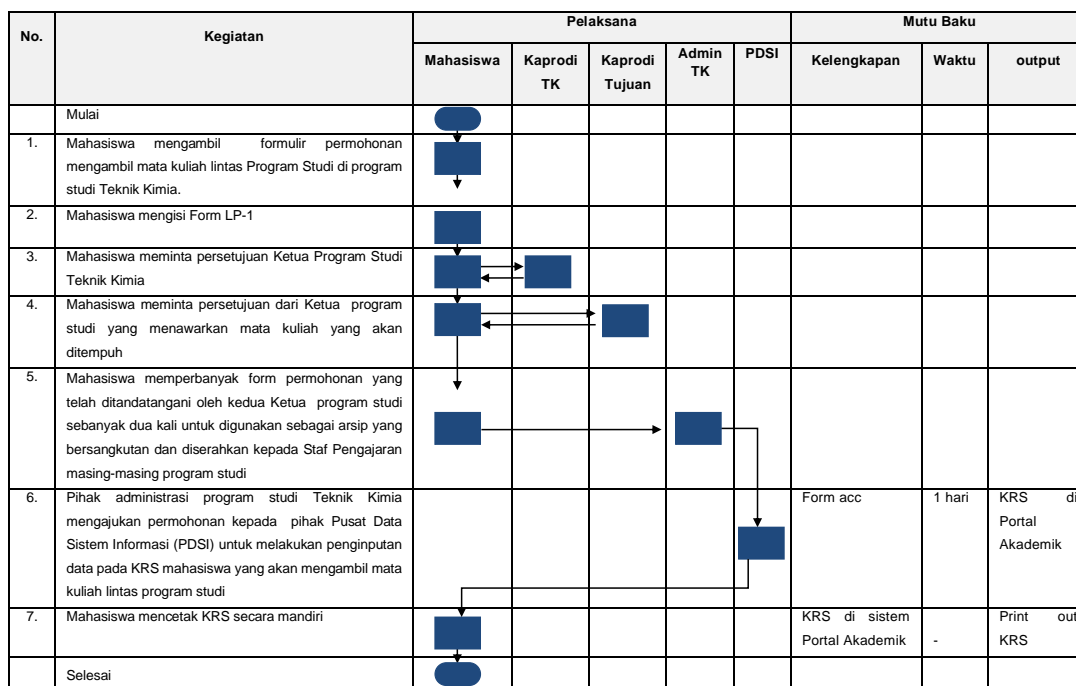 No.
Kegiatan
Pelaksana
Mutu Baku
Mahasiswa
Kaprodi
TK
Kaprodi
Tujuan
Admin
TK
PDSI
Kelengkapan
Waktu
output
Mulai
1.
Mahasiswa mengambil formulir permohonan
mengambil mata kuliah lintas Program Studi di program
studi Teknik Kimia.
2.
Mahasiswa mengisi Form LP-1
3.
Mahasiswa meminta persetujuan Ketua Program Studi
Teknik Kimia
4.
Mahasiswa meminta persetujuan dari Ketua program
studi yang menawarkan mata kuliah yang akan
ditempuh
5.
Mahasiswa memperbanyak form permohonan yang
telah ditandatangani oleh kedua Ketua program studi
sebanyak dua kali untuk digunakan sebagai arsip yang
bersangkutan dan diserahkan kepada Staf Pengajaran
masing-masing program studi
6.
Pihak administrasi program studi Teknik Kimia
mengajukan permohonan kepada pihak Pusat Data
Sistem Informasi (PDSI) untuk melakukan penginputan
data pada KRS mahasiswa yang akan mengambil mata
kuliah lintas program studi
Form acc
1 hari
KRS di
Portal
Akademik
7.
Mahasiswa mencetak KRS secara mandiri
KRS di sistem
Portal Akademik
-
Print out
KRS
Selesai